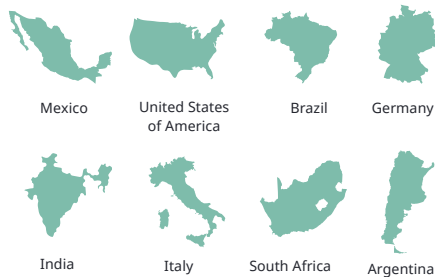 Mexico
United States
of America
Brazil
Germany
India
Italy
South Africa
Argentina